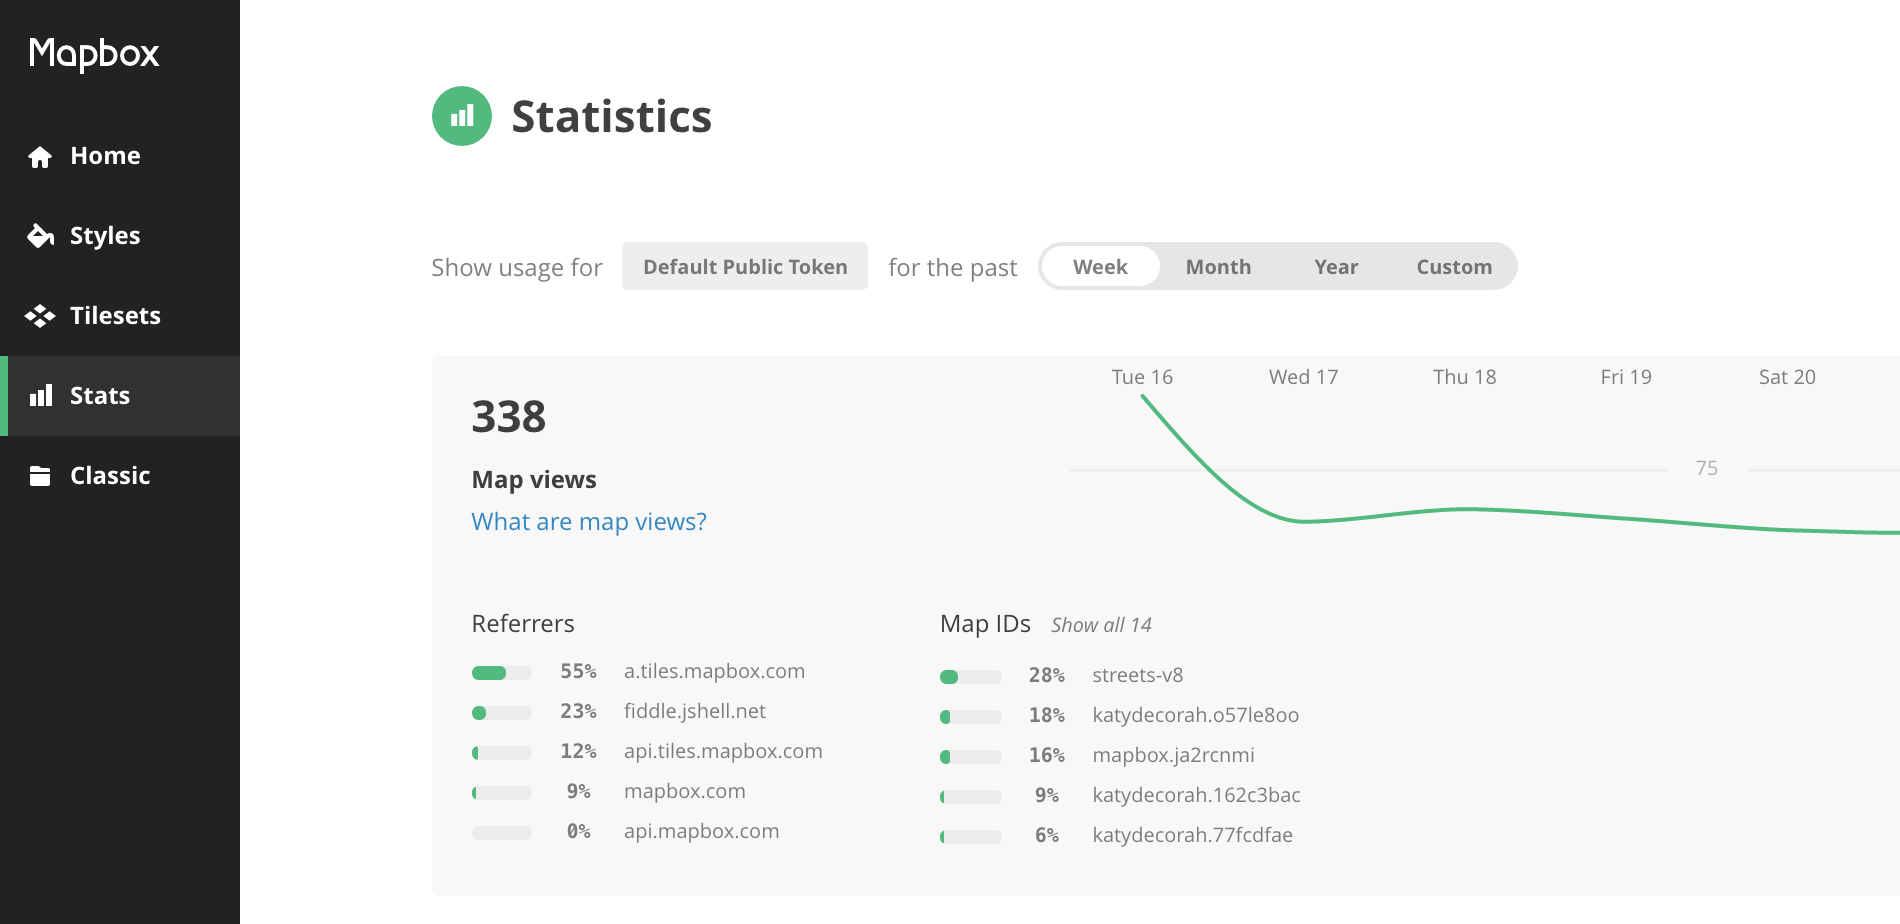 Mapbox
Home
Styles
Tilesets
Stats
Classic
Statistics
Show usage for Default Public Token for the past Week Month Year Custom
Tue 16 Wed 17 Thu 18 Fri 19 Sat 20
338
75
Map views
What are map views?
Referrers
55% a.tiles.mapbox.com
23% fiddle.jshell.net
12% api.tiles.mapbox.com
9% mapbox.com
0% api.mapbox.com
Map IDs Show all 14
28% streets-v8
18% katydecorah.o57le8oo
16% mapbox.ja2rcnmi
9% katydecorah.162c3bac
6% katydecorah.77fcdfae